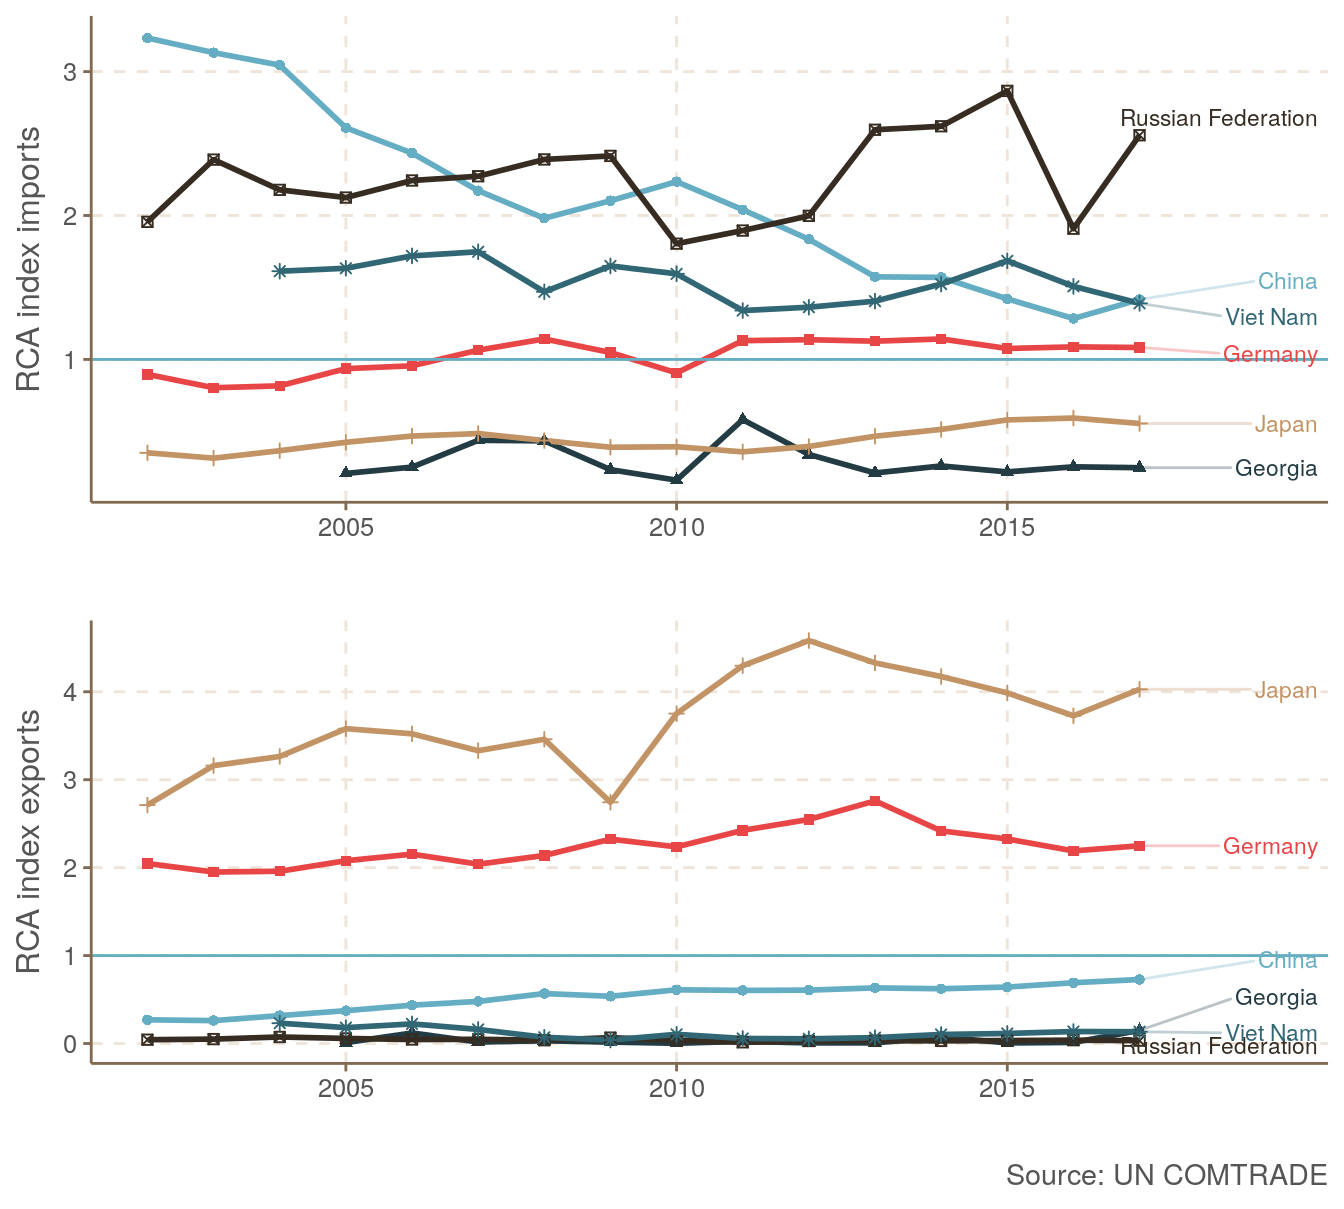 RCA index imports
3
2
1
Russian Federation
China
Viet Nam
Germany
Japan
Georgia
2005 2010 2015
RCA index exports
4
3
2
1
0
Japan
Germany
China
Georgia
Viet Nam
Russian Federation
2005 2010 2015
Source: UN COMTRADE